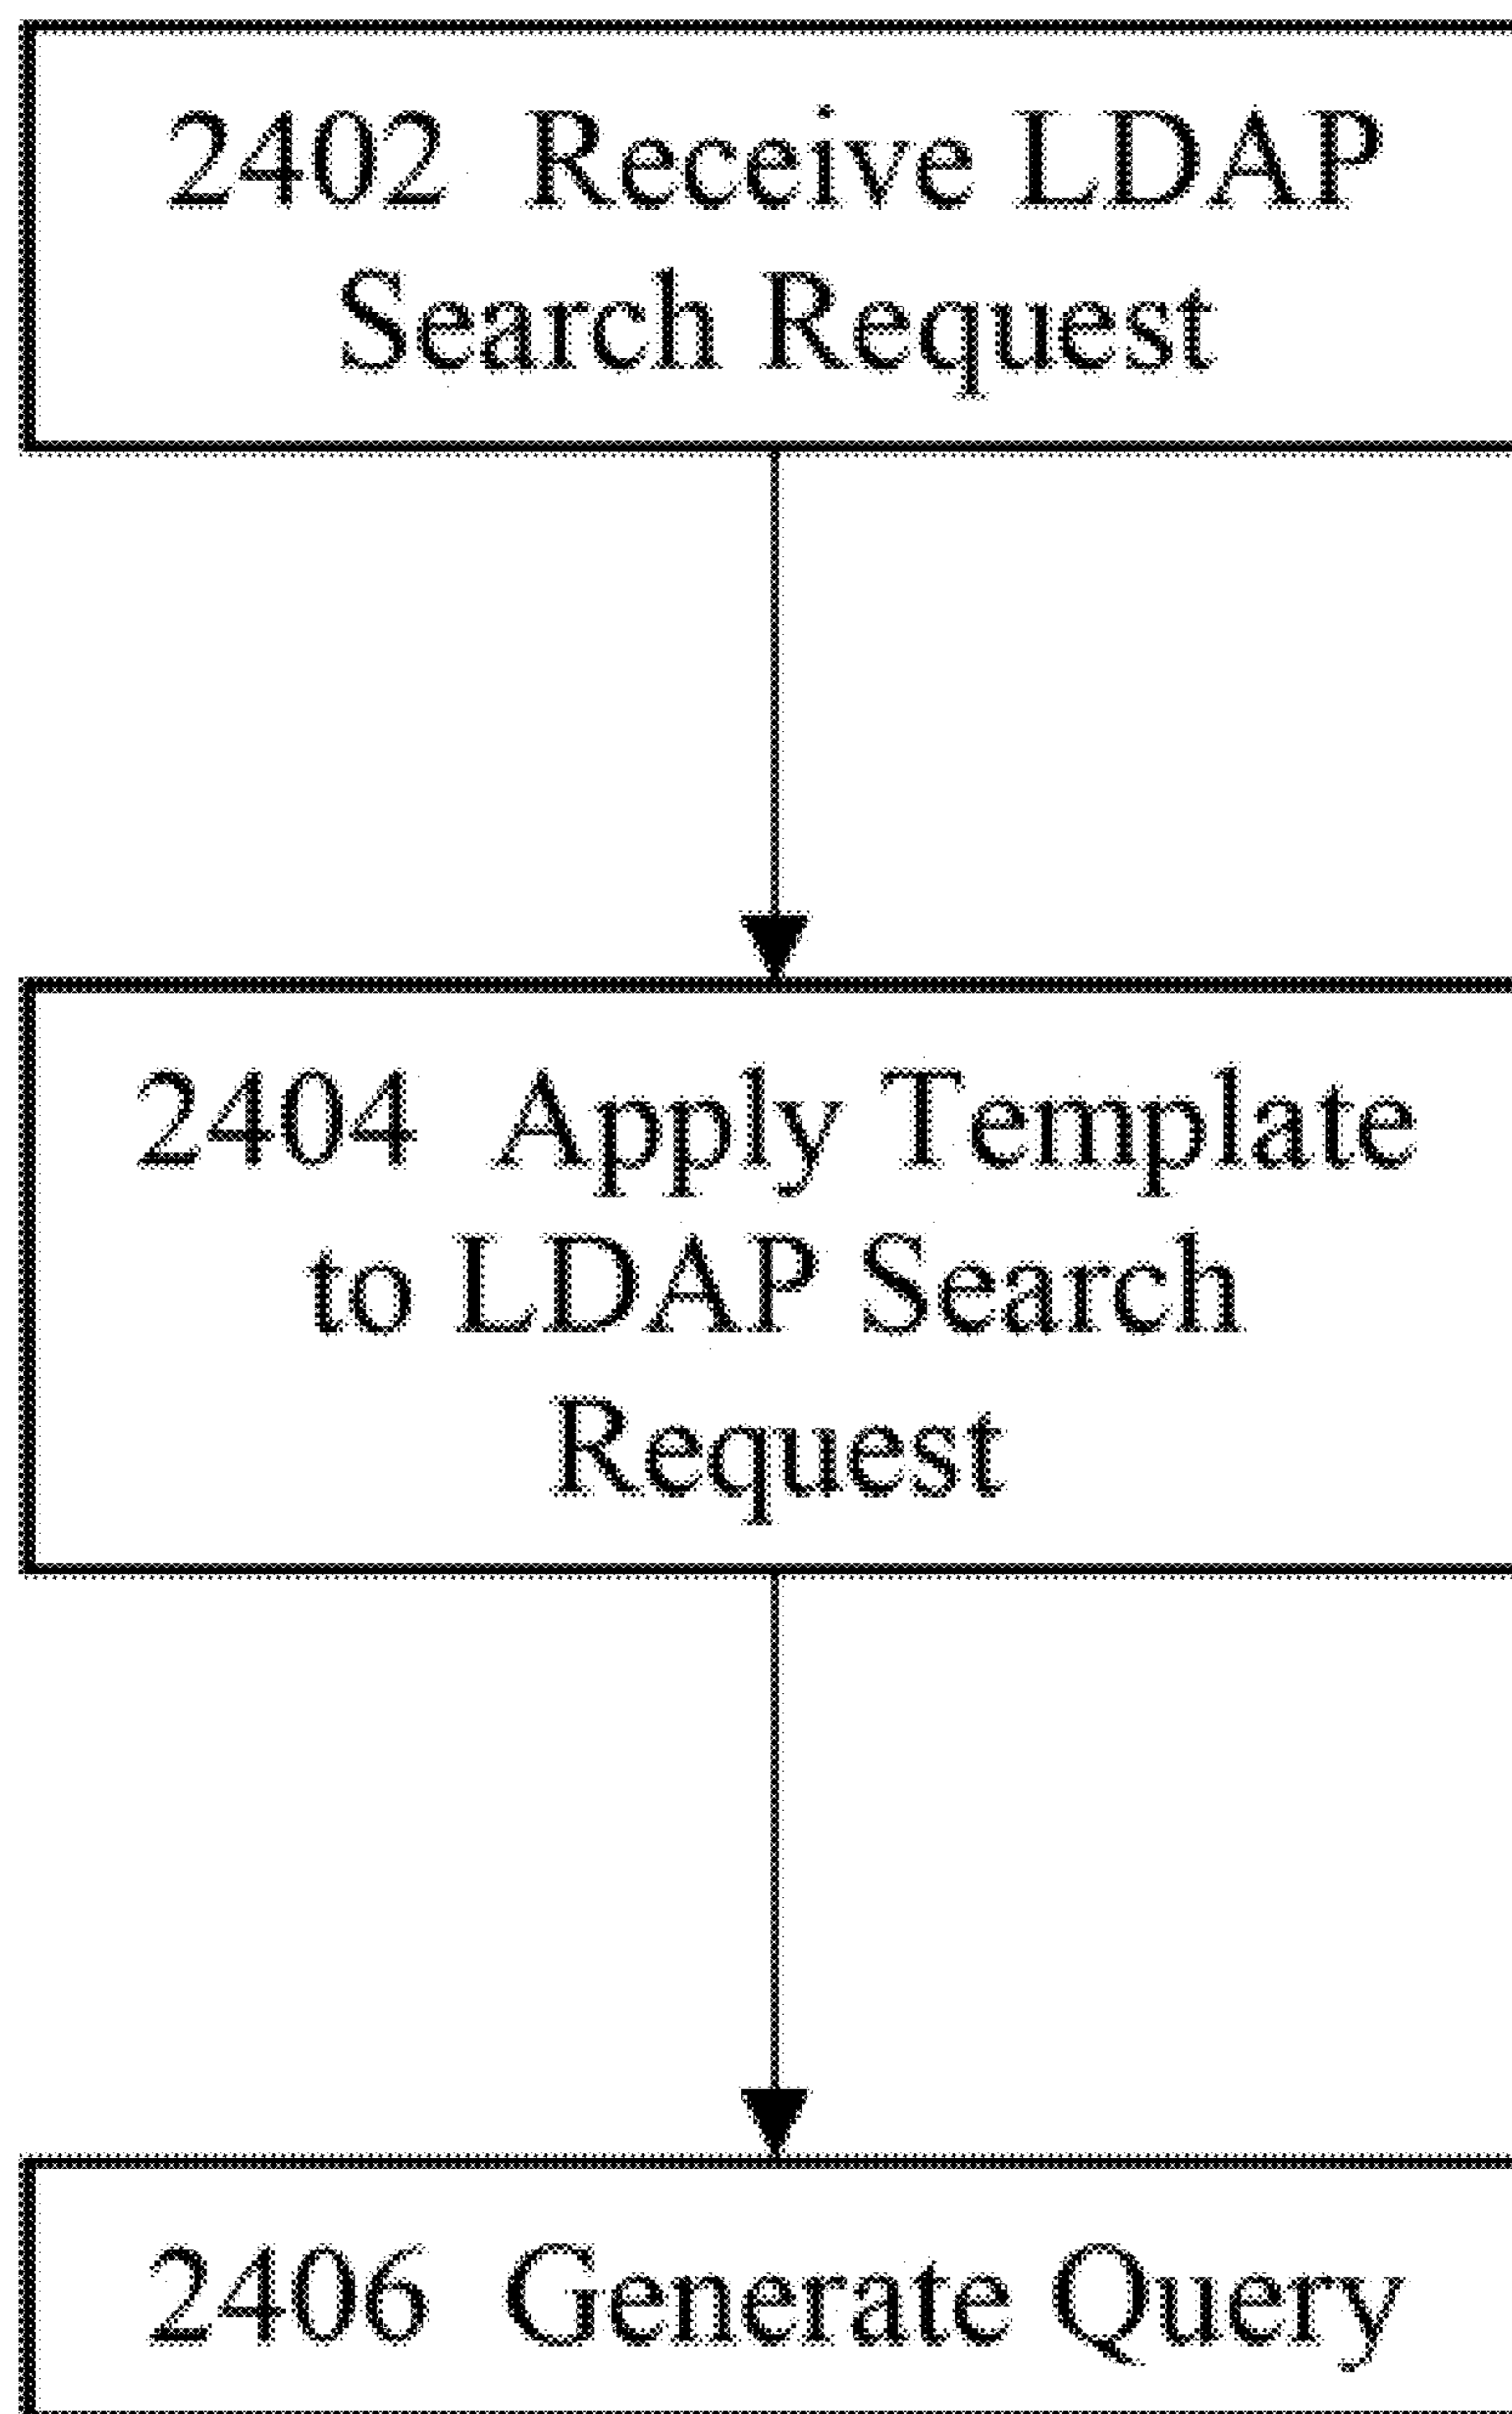 2402 Receive LDAP
Search Request
2404 Apply Template
to LDAP Search
Request
2406 Generate Query